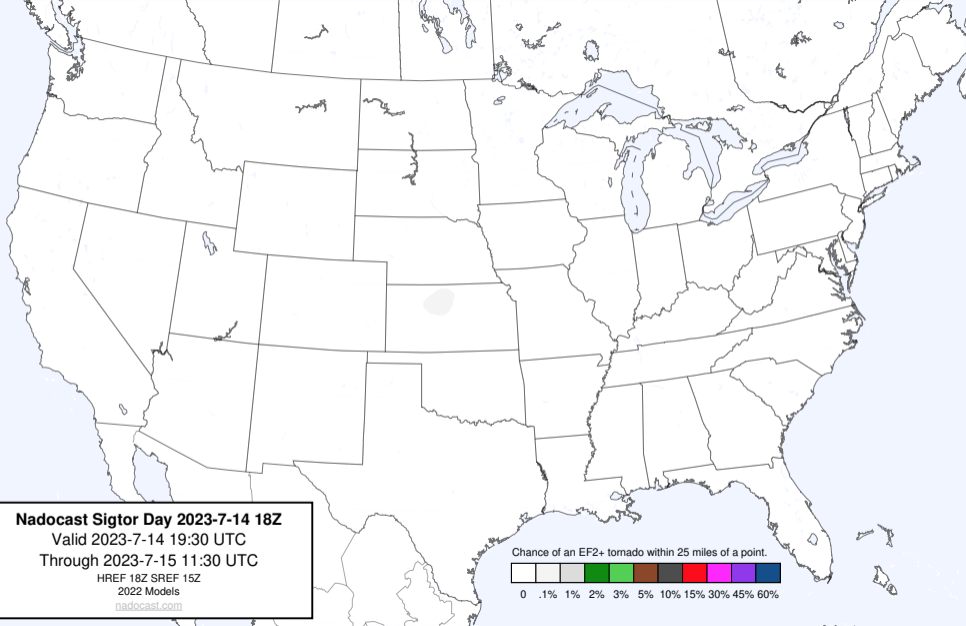 Nadocast Sigtor Day 2023-7-14 18Z
Valid 2023-7-14 19:30 UTC
Through 2023-7-15 11:30 UTC
HREF 18Z SREF 15Z
2022 Models
nadocast.com
Chance of an EF2+ tornado within 25 miles of a point.
0 .1% 1% 2% 3% 5% 10% 15% 30% 45% 60%